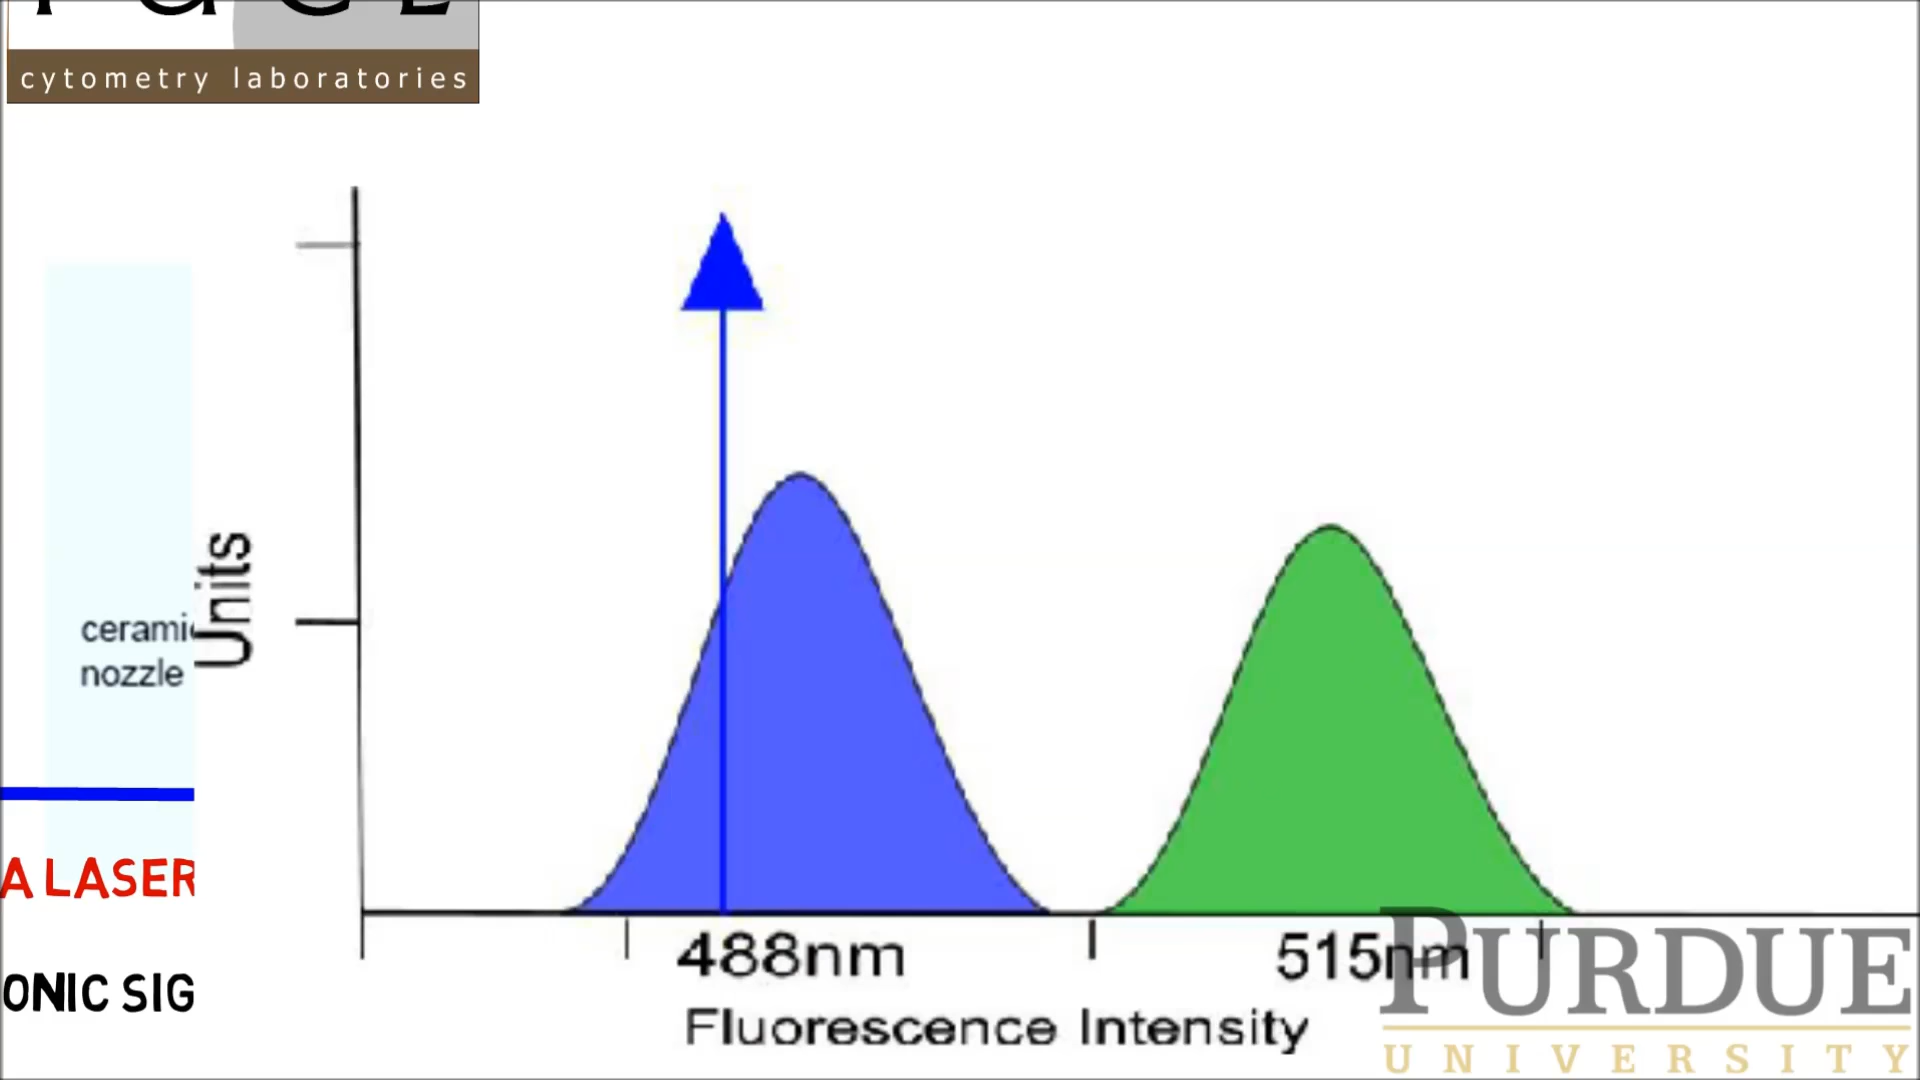 cytometry laboratories
Units
ceramic
nozzle
A LASER
ONIC SIG
488nm
515nm
Fluorescence Intensity
PURDUE
UNIVERSITY